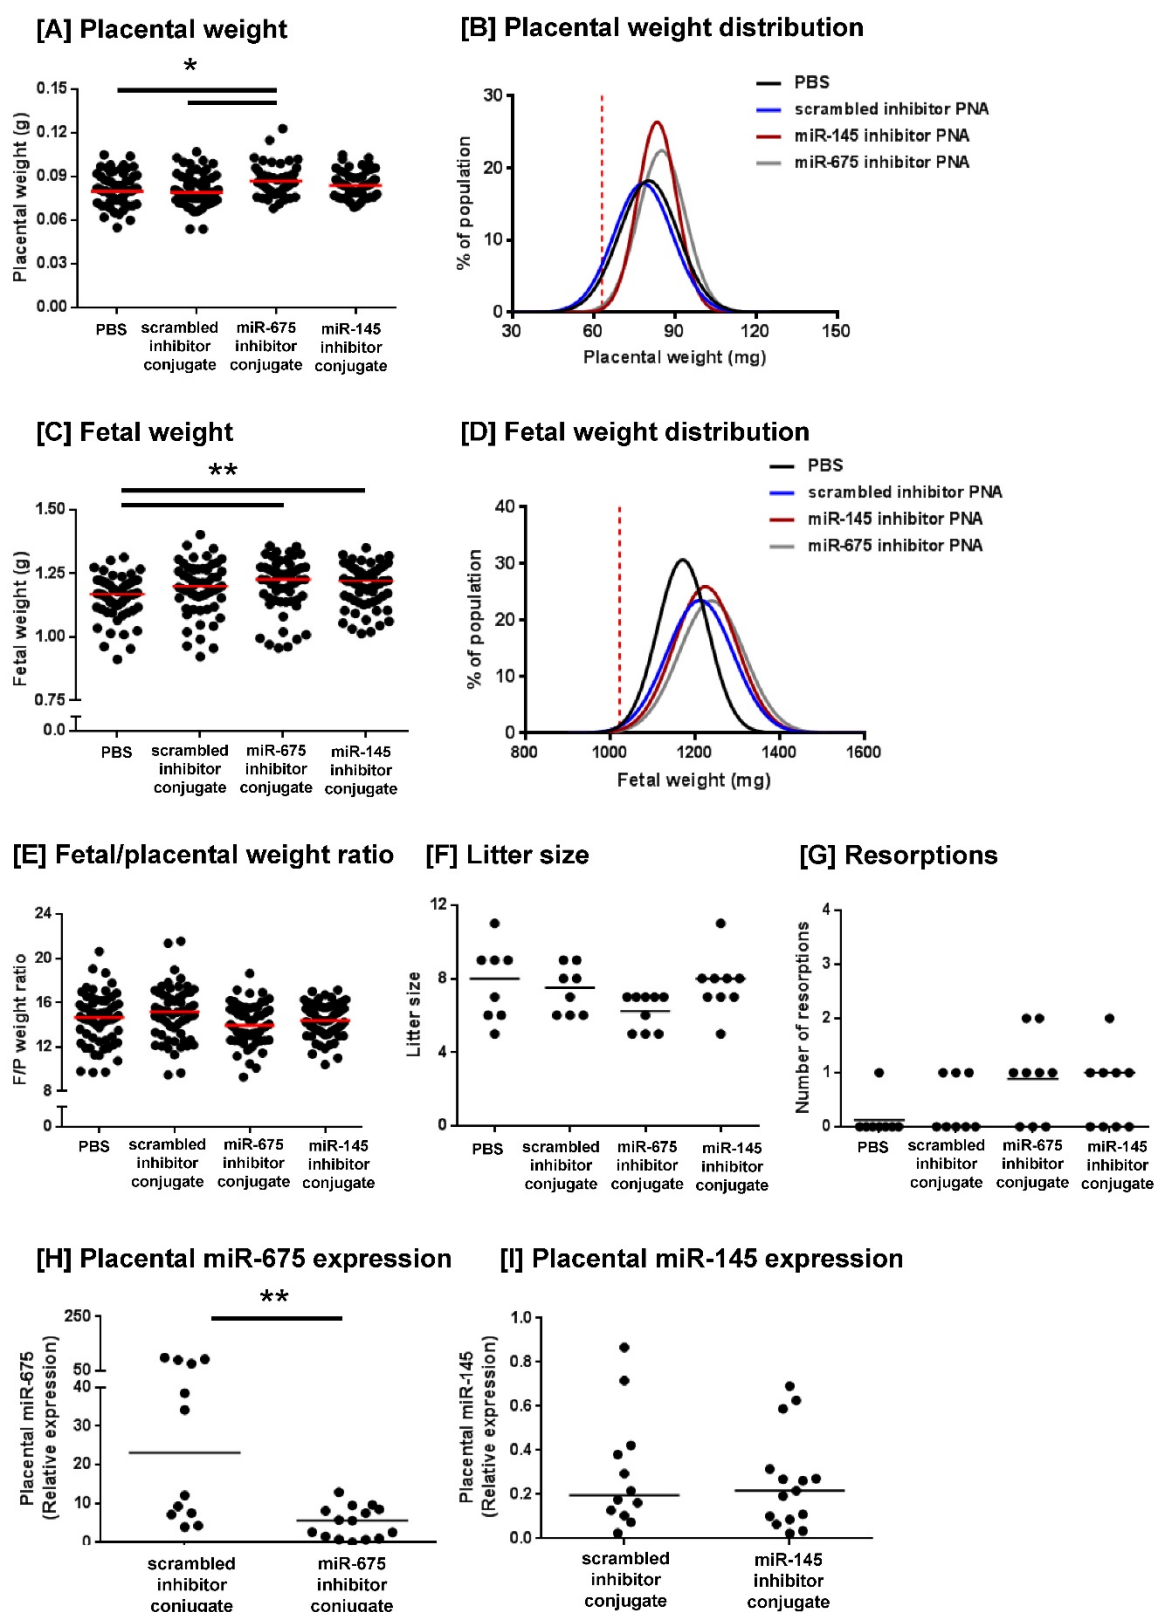 [A] Placental weight
*
Placental weight (g)
0.15
0.12
0.09
0.06
0.03
0.00
PBS
scrambled
inhibitor
conjugate
miR-675
inhibitor
conjugate
miR-145
inhibitor
conjugate
[B] Placental weight distribution
PBS
scrambled inhibitor PNA
miR-145 inhibitor PNA
miR-675 inhibitor PNA
% of population
30
20
10
0
30
60
90
120
150
Placental weight (mg)
[C] Fetal weight
**
Fetal weight (g)
1.50
1.25
1.00
0.75
0.0
PBS
scrambled
inhibitor
conjugate
miR-675
inhibitor
conjugate
miR-145
inhibitor
conjugate
[D] Fetal weight distribution
PBS
scrambled inhibitor PNA
miR-145 inhibitor PNA
miR-675 inhibitor PNA
% of population
40
30
20
10
0
800
1000
1200
1400
1600
Fetal weight (mg)
[E] Fetal/placental weight ratio
F/P weight ratio
24
20
16
12
8
0
PBS
scrambled
inhibitor
conjugate
miR-675
inhibitor
conjugate
miR-145
inhibitor
conjugate
[F] Litter size
Litter size
12
8
4
0
PBS
scrambled
inhibitor
conjugate
miR-675
inhibitor
conjugate
miR-145
inhibitor
conjugate
[G] Resorptions
Number of resorptions
4
3
2
1
0
PBS
scrambled
inhibitor
conjugate
miR-675
inhibitor
conjugate
miR-145
inhibitor
conjugate
[H] Placental miR-675 expression
**
Placental miR-675
(Relative expression)
250
50
40
30
20
10
0
scrambled
inhibitor
conjugate
miR-675
inhibitor
conjugate
[I] Placental miR-145 expression
Placental miR-145
(Relative expression)
1.0
0.8
0.6
0.4
0.2
0.0
scrambled
inhibitor
conjugate
miR-145
inhibitor
conjugate